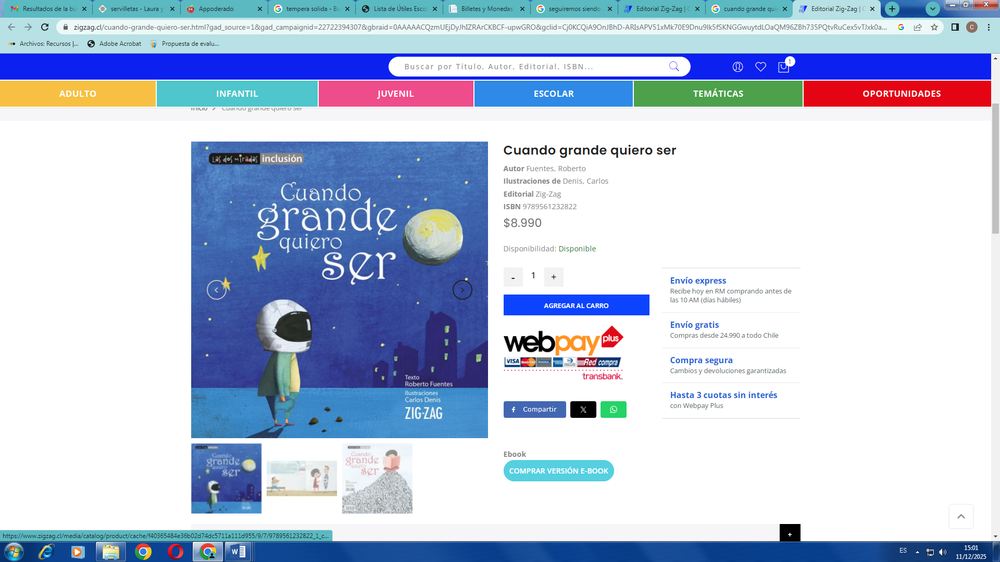 Resultados de la bú
servilletas - Laura y
Appoderado
tempera solida - Bu
Lista de Útiles Escol
Billetes y Monedas
seguiremos siendo
Editorial Zig-Zag | C
cuando grande quie
Editorial Zig-Zag | C
zigzag.cl/cuando-grande-quiero-ser.html?gad_source=1&gad_campaignid=22722394307&gbraid=0AAAAACQzmUEjDyJhIZRArCKBCF-upwGRO&gclid=Cj0KCQiA9OnJBhD-ARIsAPV51xMk70E9Dnu9Ik5fSKNGGwuytdLOaQM96ZBh735PQtvRuCex5vTJxk0a...
C
Archivos: Recursos |...
Adobe Acrobat
Propuesta de evalu...
Buscar por Título, Autor, Editorial, ISBN...
1
ADULTO
INFANTIL
JUVENIL
ESCOLAR
TEMÁTICAS
OPORTUNIDADES
Inicio > Cuando grande quiero ser
Las dos miradas inclusión
Cuando
grande
quiero
ser
Texto
Roberto Fuentes
Ilustraciones
Carlos Denis
ZIG-ZAG
Cuando grande quiero ser
Autor Fuentes, Roberto
Ilustraciones de Denis, Carlos
Editorial Zig-Zag
ISBN 9789561232822
$8.990
Disponibilidad: Disponible
- 1 +
AGREGAR AL CARRO
webpay plus
VISA MasterCard MAGNA Red compra
transbank.
Compartir
Envío express
Recibe hoy en RM comprando antes de
las 10 AM (días hábiles)
Envío gratis
Compras desde 24.990 a todo Chile
Compra segura
Cambios y devoluciones garantizadas
Hasta 3 cuotas sin interés
con Webpay Plus
Ebook
COMPRAR VERSIÓN E-BOOK
Cuando
grande
quiero
ser
ZIG-ZAG
Cuando
grande
quiero
ser
ZIG-ZAG
+
https://www.zigzag.cl/media/catalog/product/cache/f40365484e36b02d74dc5711a111d955/9/7/9789561232822_1_c...
ES
15:01
11/12/2025